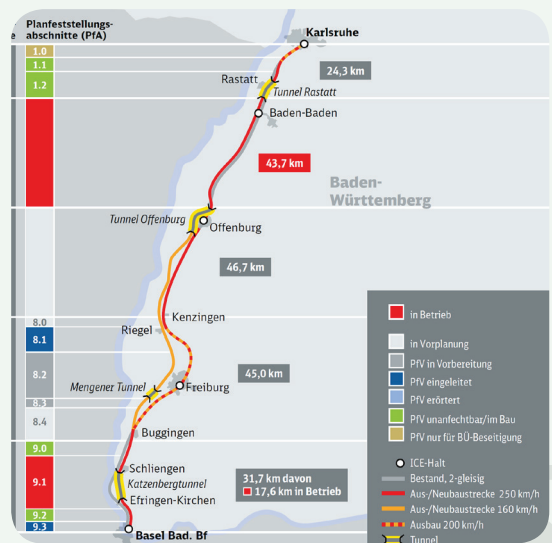 Planfeststellungs-
abschnitte (PfA)
e
Karlsruhe
1.0
1.1
1.2
24,3 km
Rastatt
Tunnel Rastatt
Baden-Baden
43,7 km
Baden-
Württemberg
Tunnel Offenburg
Offenburg
46,7 km
Kenzingen
8.0
Riegel
8.1
8.2
45,0 km
Mengener Tunnel
Freiburg
8.3
8.4
Buggingen
9.0
Schliengen
9.1
Katzenbergtunnel
31,7 km davon
17,6 km in Betrieb
Efringen-Kirchen
9.2
9.3
Basel Bad. Bf
in Betrieb
in Vorplanung
PfV in Vorbereitung
PfV eingeleitet
PfV erörtert
PfV unanfechtbar/im Bau
PfV nur für BÜ-Beseitigung
ICE-Halt
Bestand, 2-gleisig
Aus-/Neubaustrecke 250 km/h
Aus-/Neubaustrecke 160 km/h
Ausbau 200 km/h
Tunnel